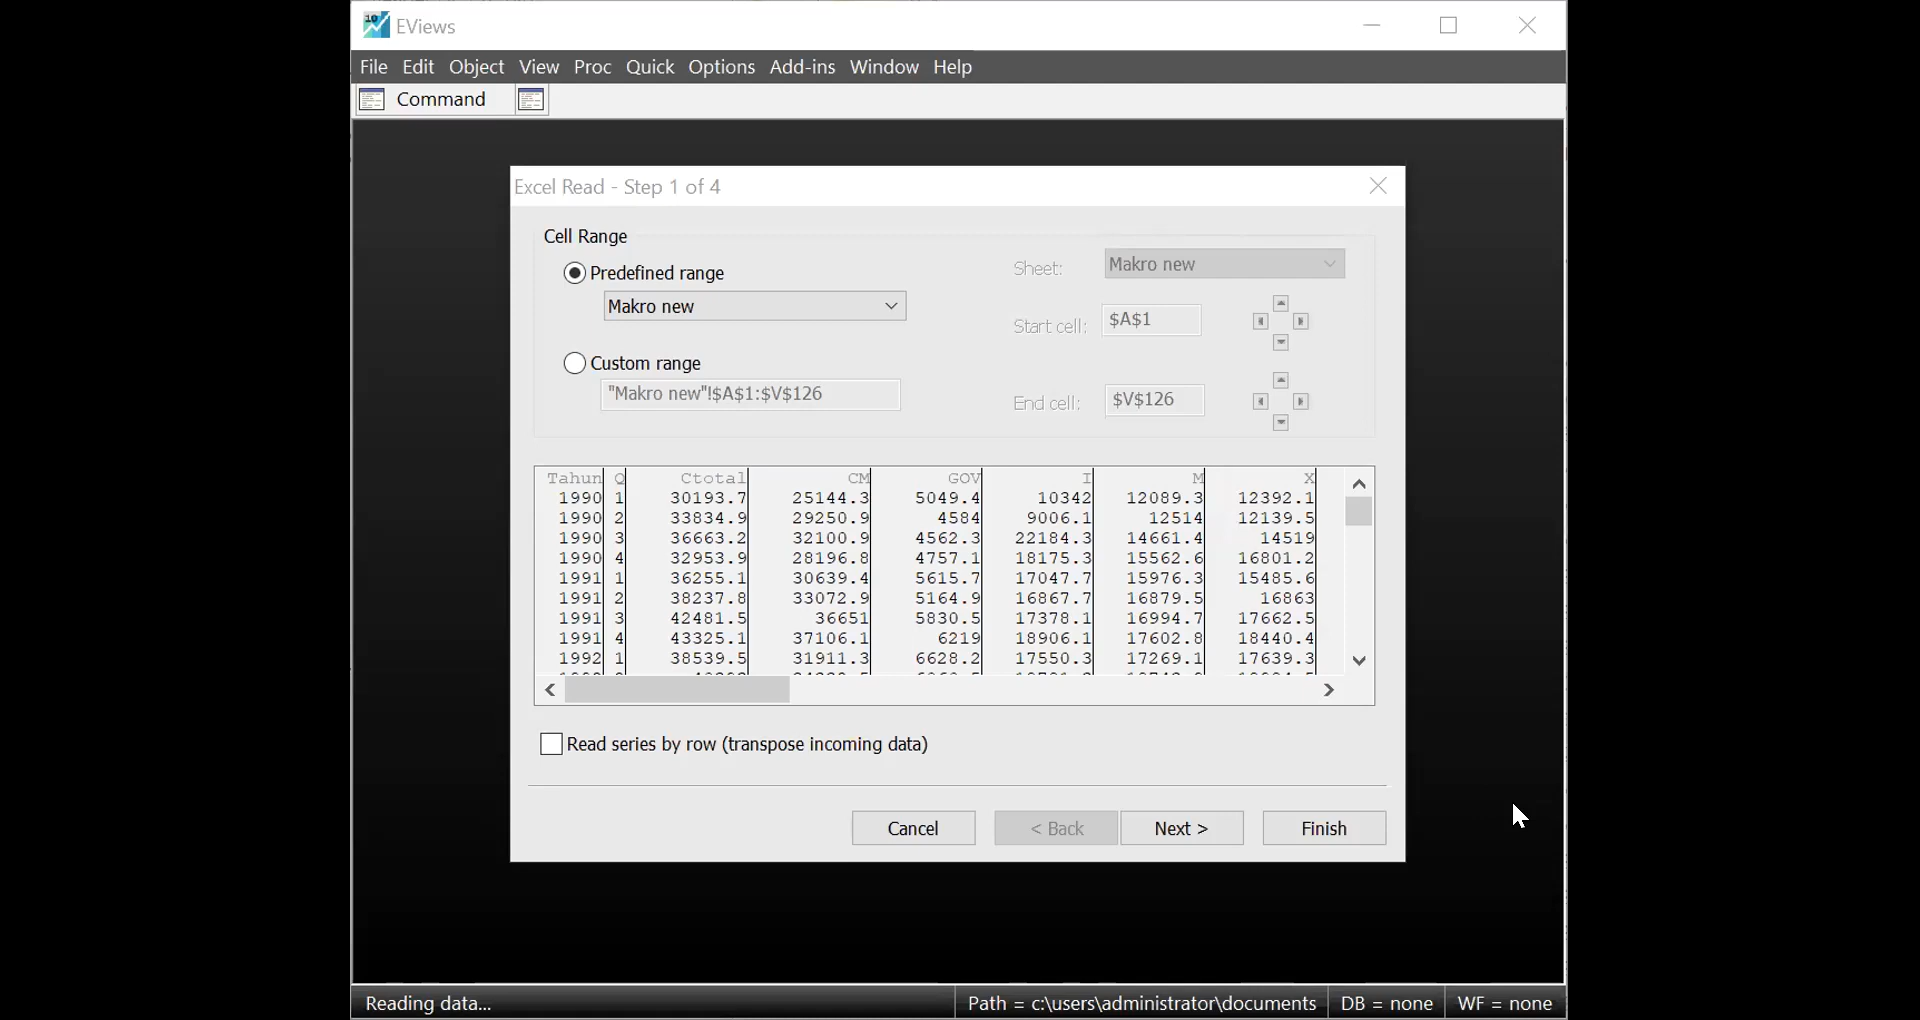 10 EViews
File Edit Object View Proc Quick Options Add-ins Window Help
Command
Excel Read - Step 1 of 4
Cell Range
Predefined range
Makro new
Sheet: Makro new
Start cell: $A$1
Custom range
"Makro new"!$A$1:$V$126
End cell: $V$126
Tahun Q Ctotal CM GOV I M X
1990 1 30193.7 25144.3 5049.4 10342 12089.3 12392.1
1990 2 33834.9 29250.9 4584 9006.1 12514 12139.5
1990 3 36663.2 32100.9 4562.3 22184.3 14661.4 14519
1990 4 32953.9 28196.8 4757.1 18175.3 15562.6 16801.2
1991 1 36255.1 30639.4 5615.7 17047.7 15976.3 15485.6
1991 2 38237.8 33072.9 5164.9 16867.7 16879.5 16863
1991 3 42481.5 36651 5830.5 17378.1 16994.7 17662.5
1991 4 43325.1 37106.1 6219 18906.1 17602.8 18440.4
1992 1 38539.5 31911.3 6628.2 17550.3 17269.1 17639.3
Read series by row (transpose incoming data)
Cancel < Back Next > Finish
Reading data... Path = c:\users\administrator\documents DB = none WF = none